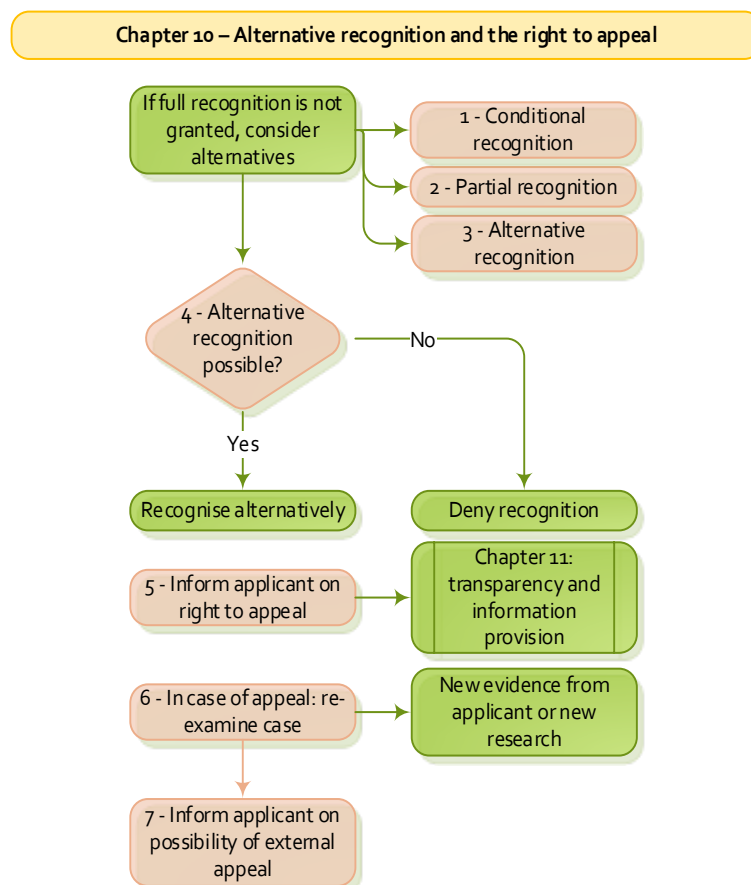 Chapter 10 – Alternative recognition and the right to appeal
If full recognition is not
granted, consider
alternatives
1 - Conditional
recognition
2 - Partial recognition
3 - Alternative
recognition
4 - Alternative
recognition
possible?
No
Yes
Recognise alternatively
Deny recognition
5 - Inform applicant on
right to appeal
Chapter 11:
transparency and
information
provision
6 - In case of appeal: re-
examine case
New evidence from
applicant or new
research
7 - Inform applicant on
possibility of external
appeal